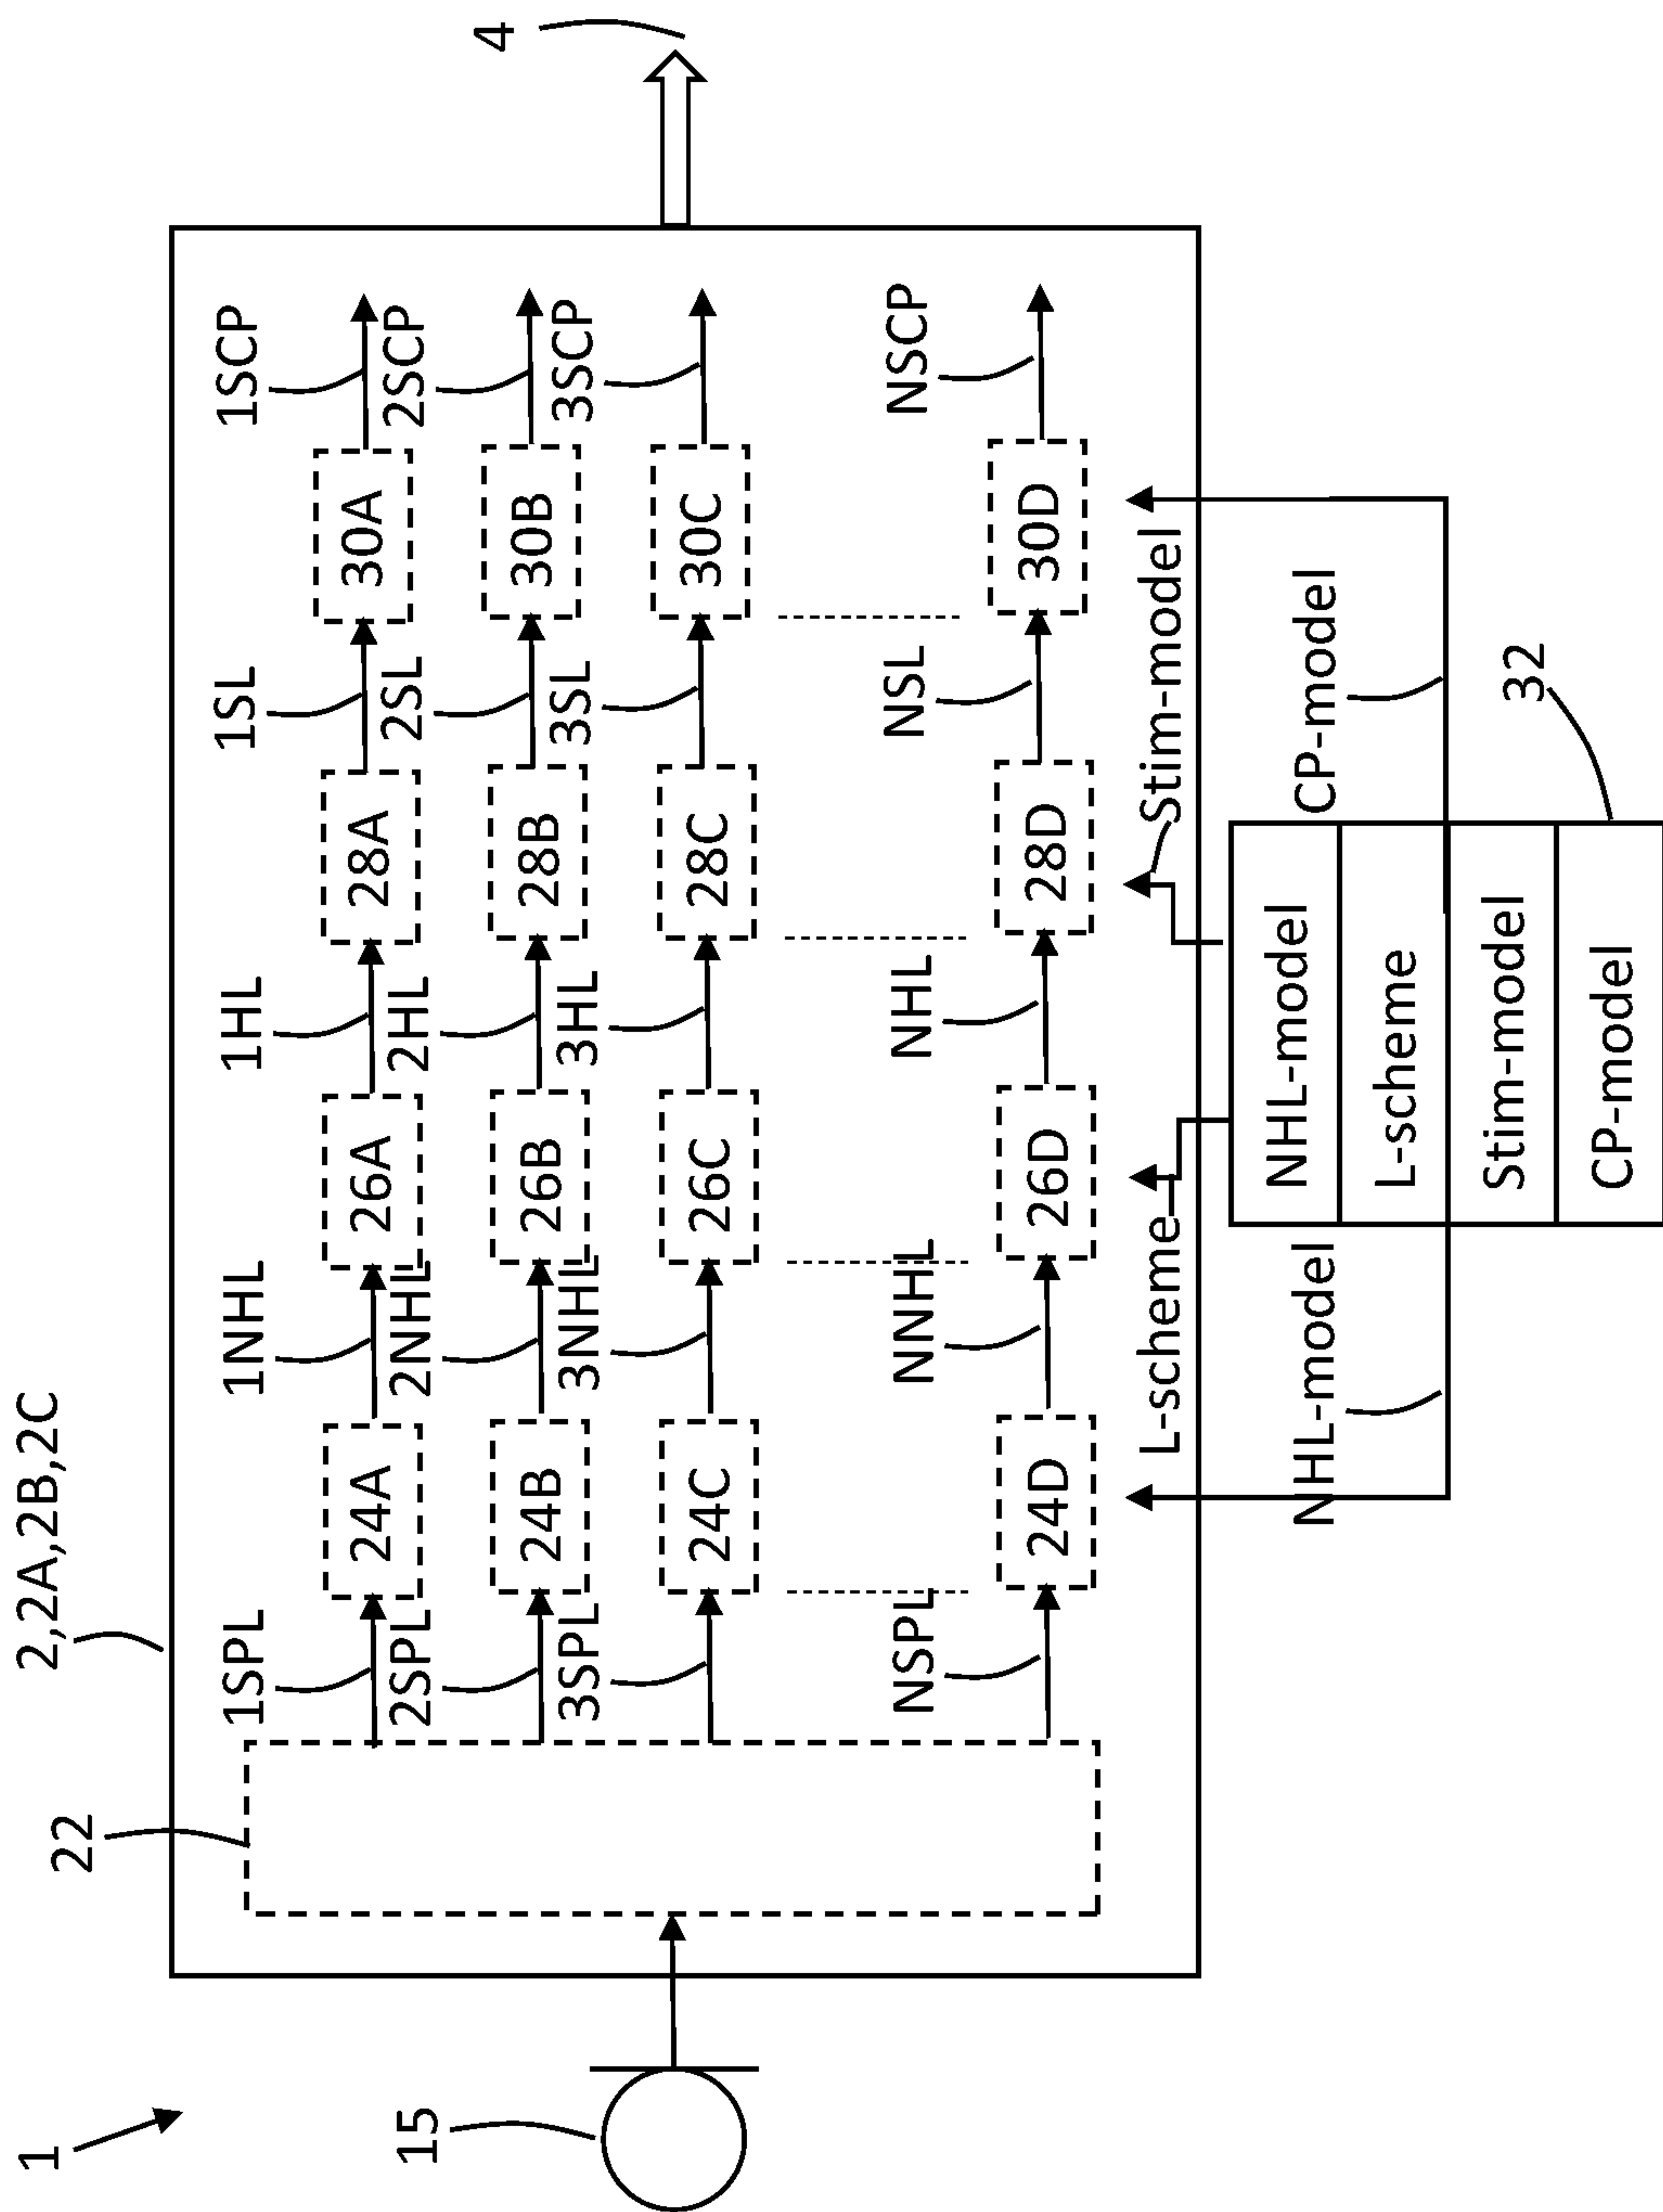 1
2,2A,2B,2C
22
15
4
1SPL
1NHL
1HL
1SL
1SCP
24A
26A
28A
30A
2SPL
2NHL
2HL
2SL
2SCP
24B
26B
28B
30B
3SPL
3NHL
3HL
3SL
3SCP
24C
26C
28C
30C
NSPL
NNHL
NHL
NSL
NSCP
24D
26D
28D
30D
L-scheme
Stim-model
NHL-model
CP-model
NHL-model
L-scheme
Stim-model
CP-model
32